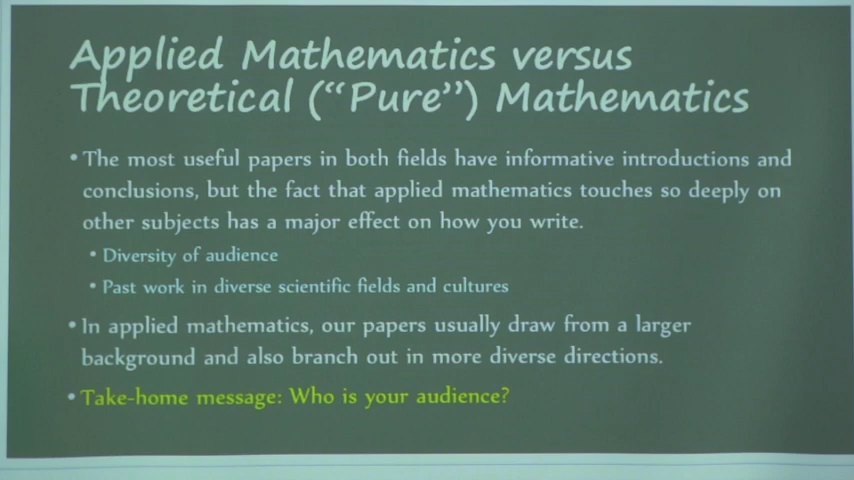 Applied Mathematics versus
Theoretical (“Pure”) Mathematics
• The most useful papers in both fields have informative introductions and
conclusions, but the fact that applied mathematics touches so deeply on
other subjects has a major effect on how you write.
• Diversity of audience
• Past work in diverse scientific fields and cultures
• In applied mathematics, our papers usually draw from a larger
background and also branch out in more diverse directions.
• Take-home message: Who is your audience?